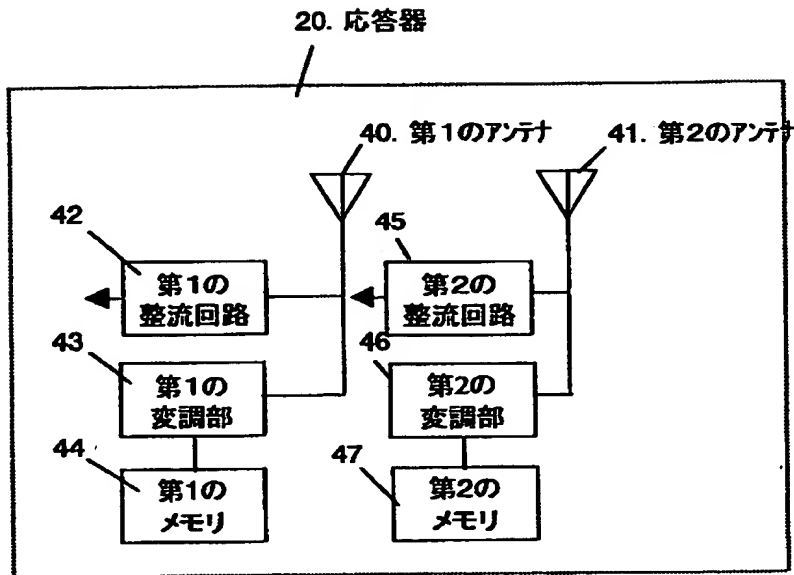 20. 応答器
40. 第1のアンテナ
41. 第2のアンテナ
42
第1の
整流回路
45
第2の
整流回路
43
第1の
変調部
46
第2の
変調部
44
第1の
メモリ
47
第2の
メモリ